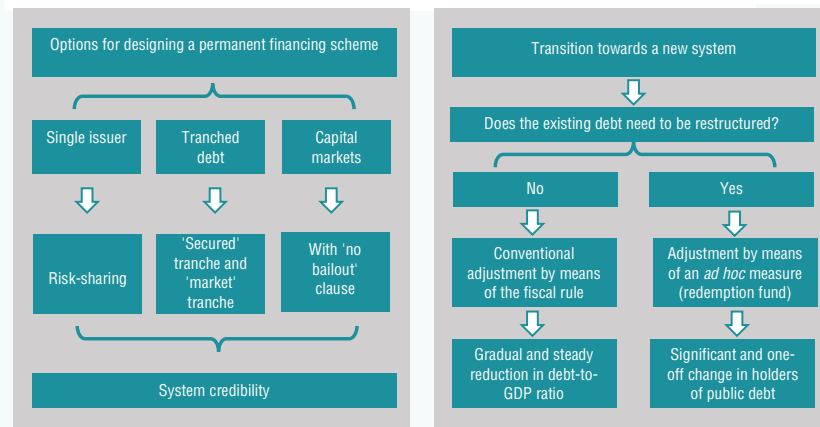 Options for designing a permanent financing scheme
Single issuer
Tranched
debt
Capital
markets
Risk-sharing
'Secured'
tranche and
'market'
tranche
With 'no
bailout'
clause
System credibility
Transition towards a new system
Does the existing debt need to be restructured?
No
Yes
Conventional
adjustment by means
of the fiscal rule
Adjustment by means
of an ad hoc measure
(redemption fund)
Gradual and steady
reduction in debt-to-
GDP ratio
Significant and one-
off change in holders
of public debt